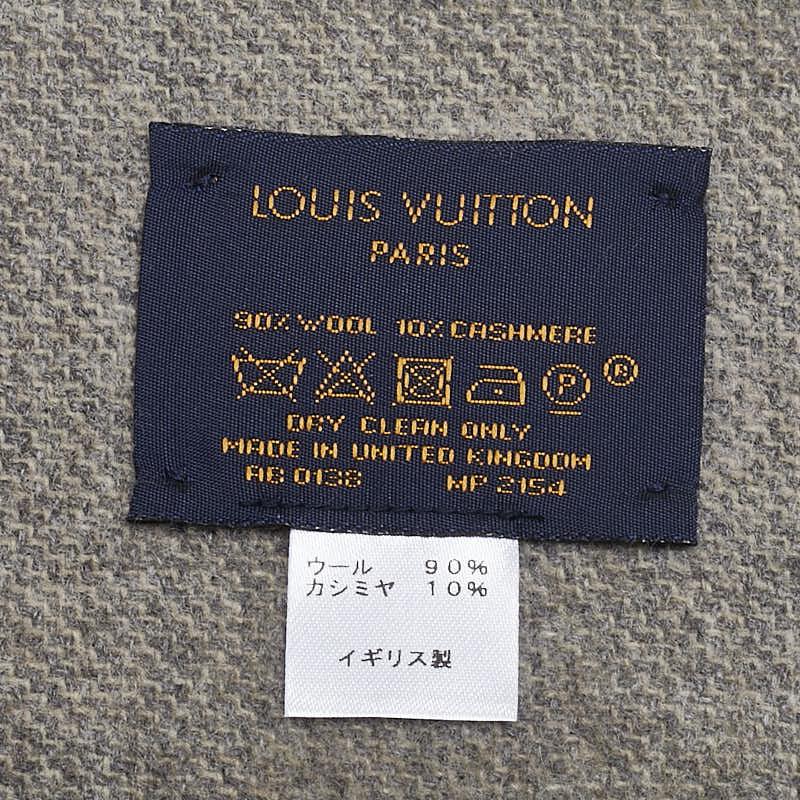 LOUIS VUITTON
PARIS
90% WOOL 10% CASHMERE
P ®
DRY CLEAN ONLY
MADE IN UNITED KINGDOM
AB 0138 MP 2154
ウール 90%
カシミヤ 10%
イギリス製